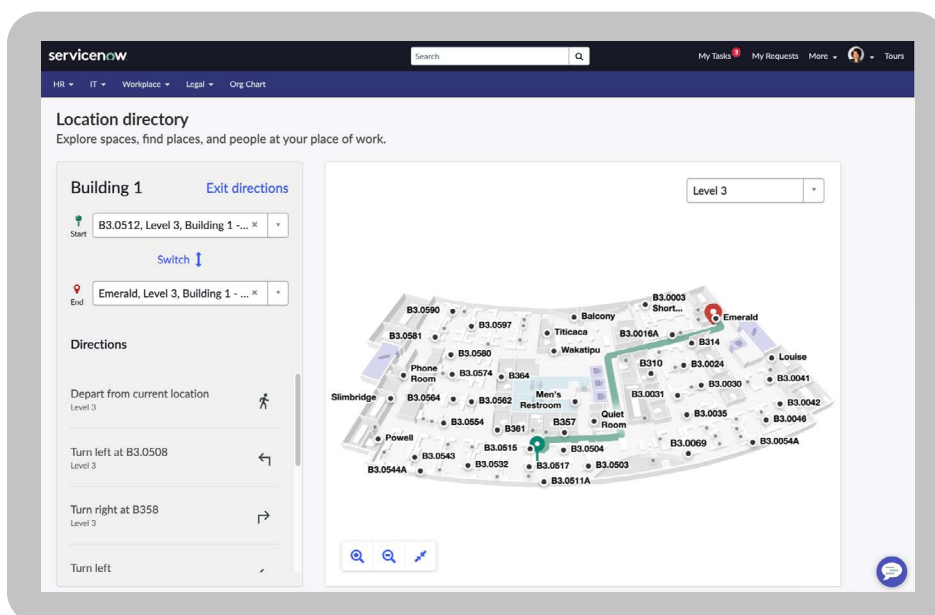 servicenow
Search
My Tasks 3 My Requests More Tours
HR IT Workplace Legal Org Chart
Location directory
Explore spaces, find places, and people at your place of work.
Building 1 Exit directions
Start B3.0512, Level 3, Building 1 -... ×
Switch
End Emerald, Level 3, Building 1 - ... ×
Directions
Depart from current location
Level 3
Turn left at B3.0508
Level 3
Turn right at B358
Level 3
Turn left
Level 3
B3.0003
Short...
B3.0590
Balcony
Emerald
B3.0597
Titicaca
B3.0016A
B3.0581
B314
Wakatipu
B3.0580
Louise
B310
B3.0024
Phone
Room
B3.0574
B364
B3.0041
B3.0030
Men's
Restroom
B3.0031
Slimbridge
B3.0564
B3.0562
B3.0042
Quiet
Room
B3.0035
B3.0046
B3.0554
B361
B357
Powell
B3.0069
B3.0054A
B3.0515
B3.0504
B3.0543
B3.0532
B3.0517
B3.0503
B3.0544A
B3.0511A